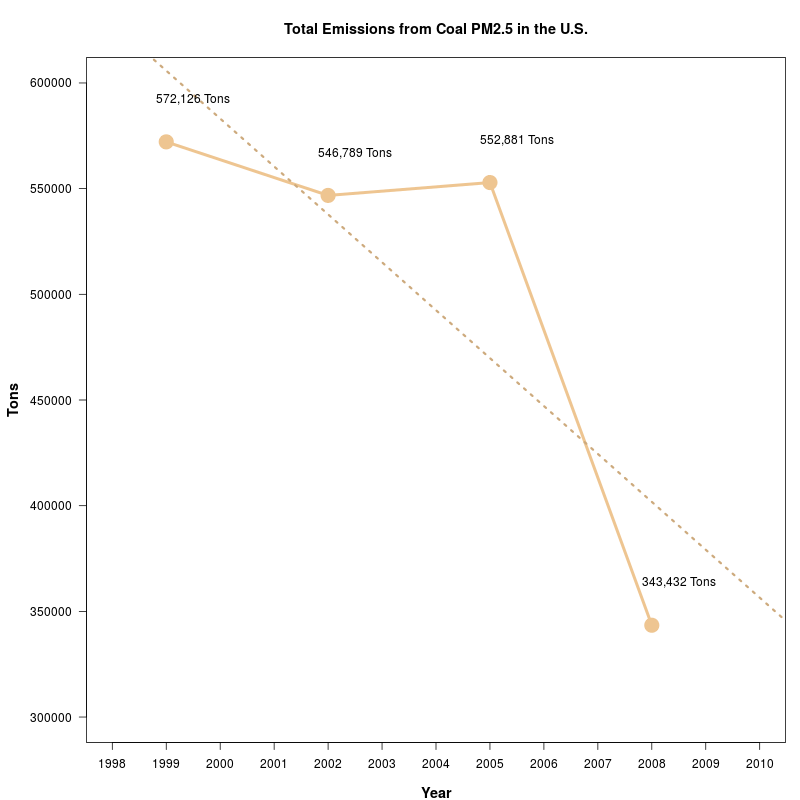 Total Emissions from Coal PM2.5 in the U.S.
600000
572,126 Tons
552,881 Tons
546,789 Tons
550000
500000
Tons
450000
400000
343,432 Tons
350000
300000
1998 1999 2000 2001 2002 2003 2004 2005 2006 2007 2008 2009 2010
Year